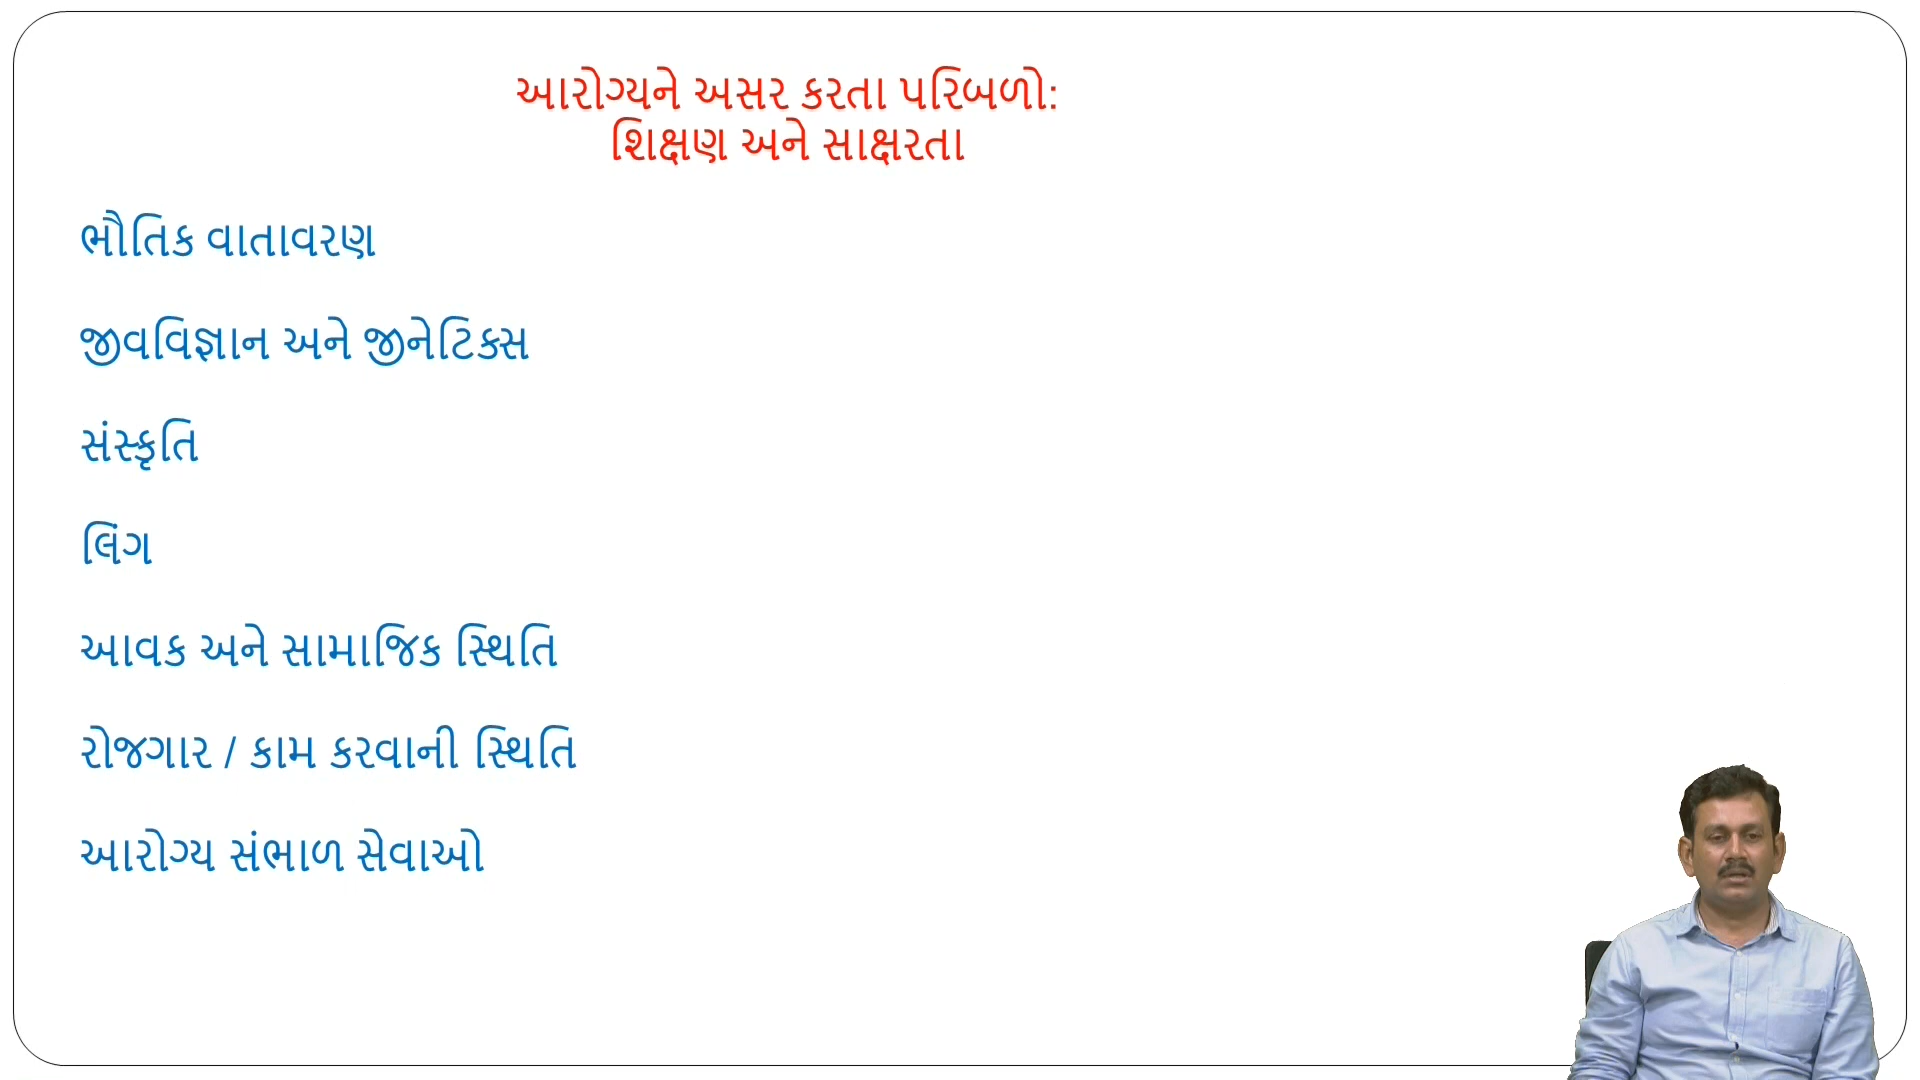 આરોગ્યને અસર કરતા પરિબળો:
શિક્ષણ અને સાક્ષરતા
ભૌતિક વાતાવરણ
જીવવિજ્ઞાન અને જીનેટિક્સ
સંસ્કૃતિ
લિંગ
આવક અને સામાજિક સ્થિતિ
રોજગાર / કામ કરવાની સ્થિતિ
આરોગ્ય સંભાળ સેવાઓ